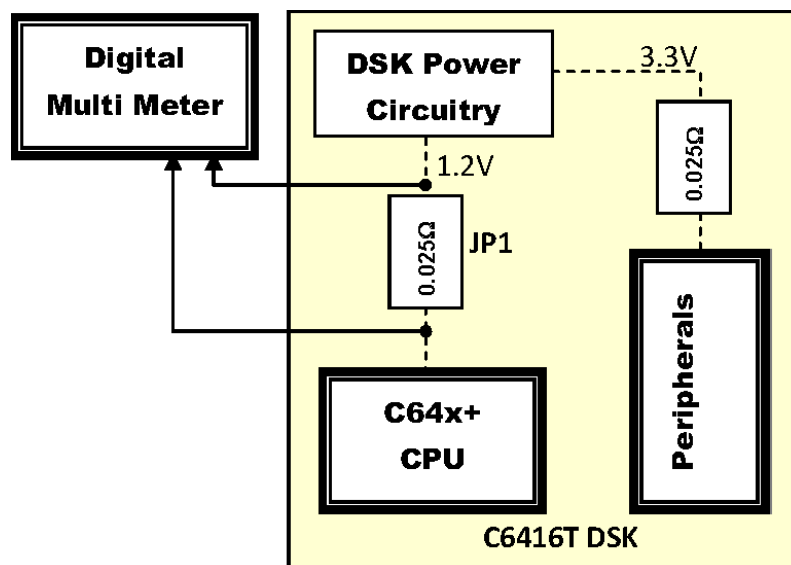 Digital
Multi Meter
DSK Power
Circuitry
3.3V
1.2V
0.025Ω
JP1
0.025Ω
C64x+
CPU
Peripherals
C6416T DSK